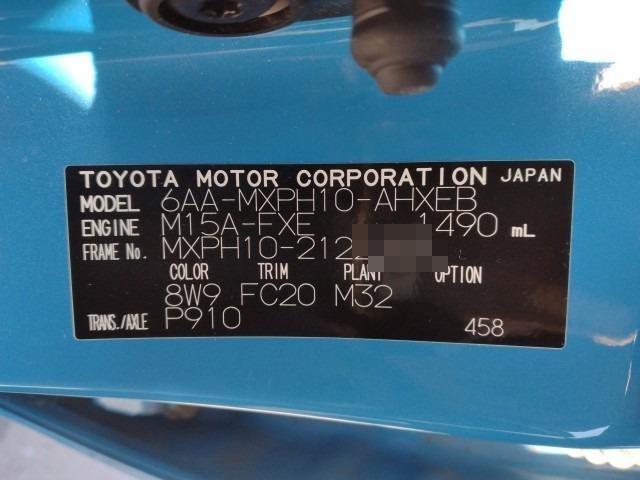 TOYOTA MOTOR CORPORATION JAPAN
MODEL 6AA-MXPH10-AHXEB
ENGINE M15A-FXE 1490 mL
FRAME No. MXPH10-212
COLOR TRIM PLANT OPTION
8W9 FC20 M32
TRANS./AXLE P910 458